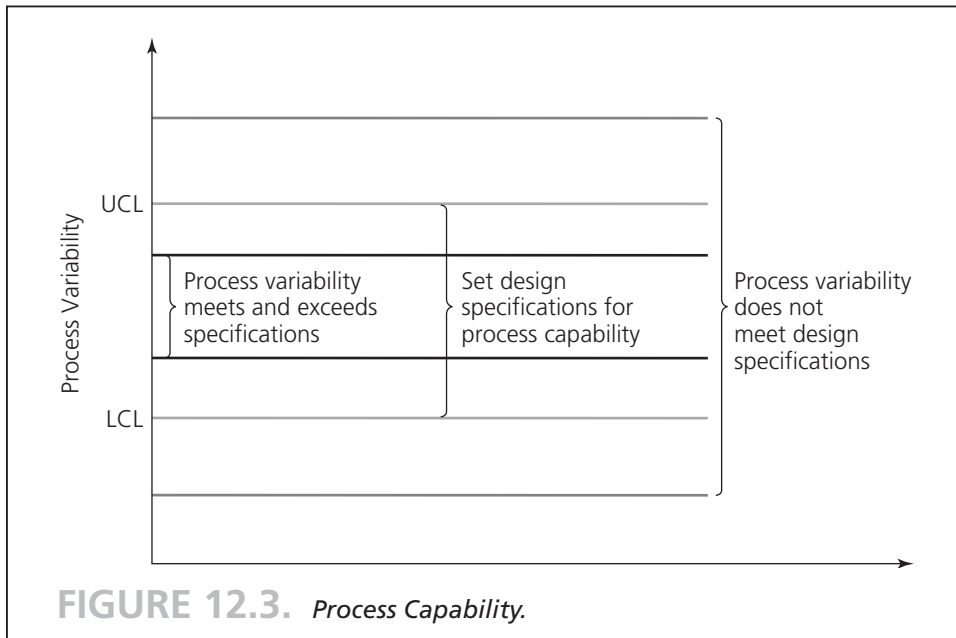 Process Variability
UCL
LCL
Process variability
meets and exceeds
specifications
Set design
specifications for
process capability
Process variability
does not
meet design
specifications
FIGURE 12.3. Process Capability.